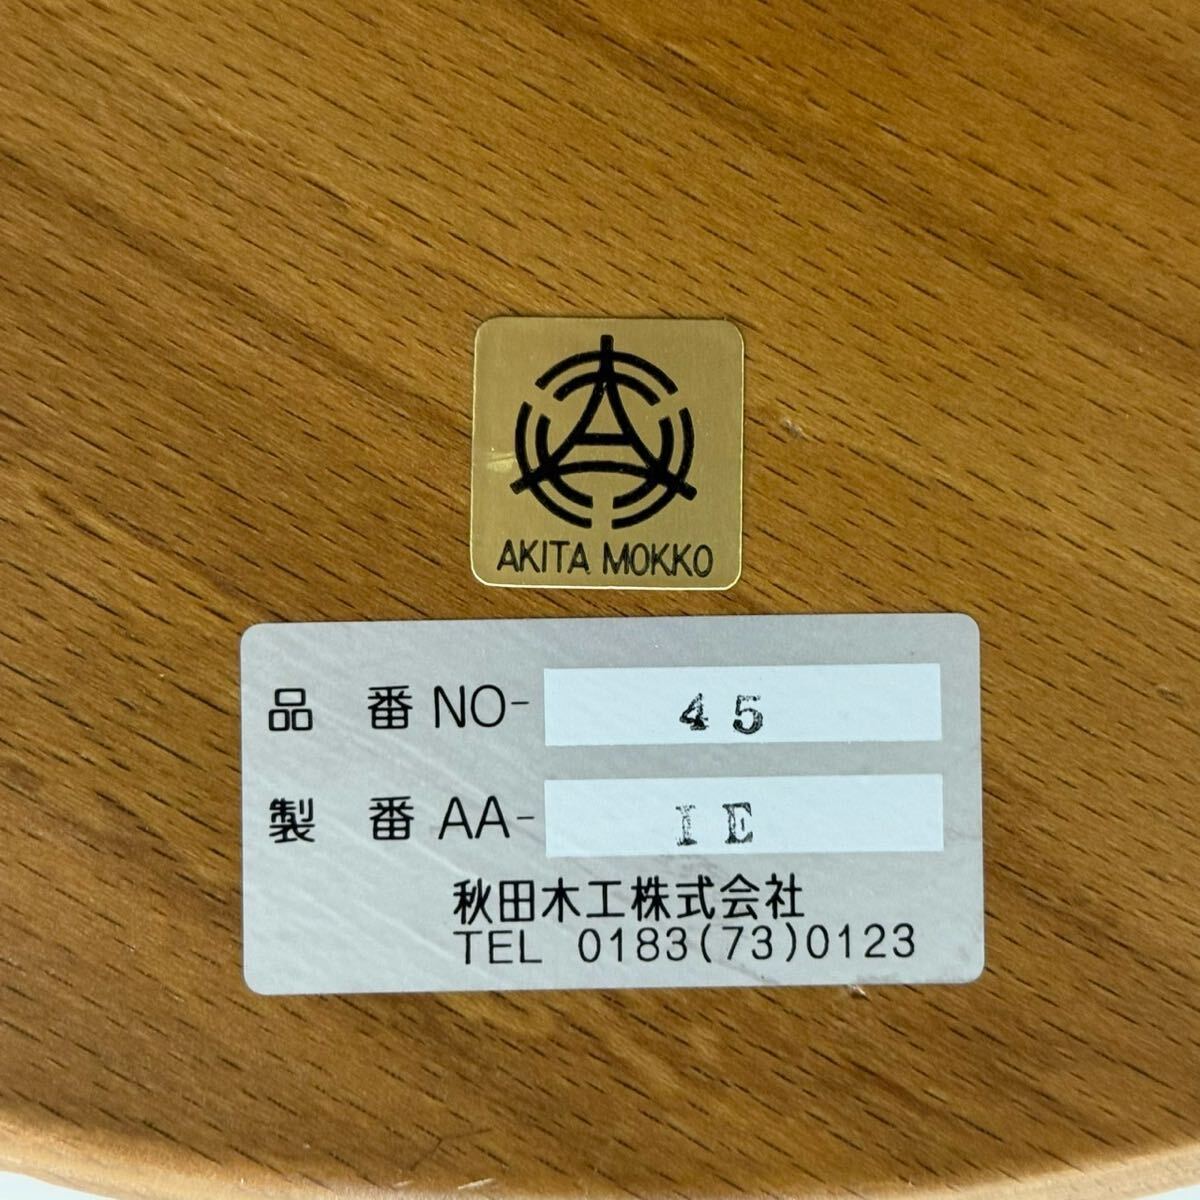 AKITA MOKKO
品 番 NO- 45
製 番 AA- IE
秋田木工株式会社
TEL 0183(73)0123